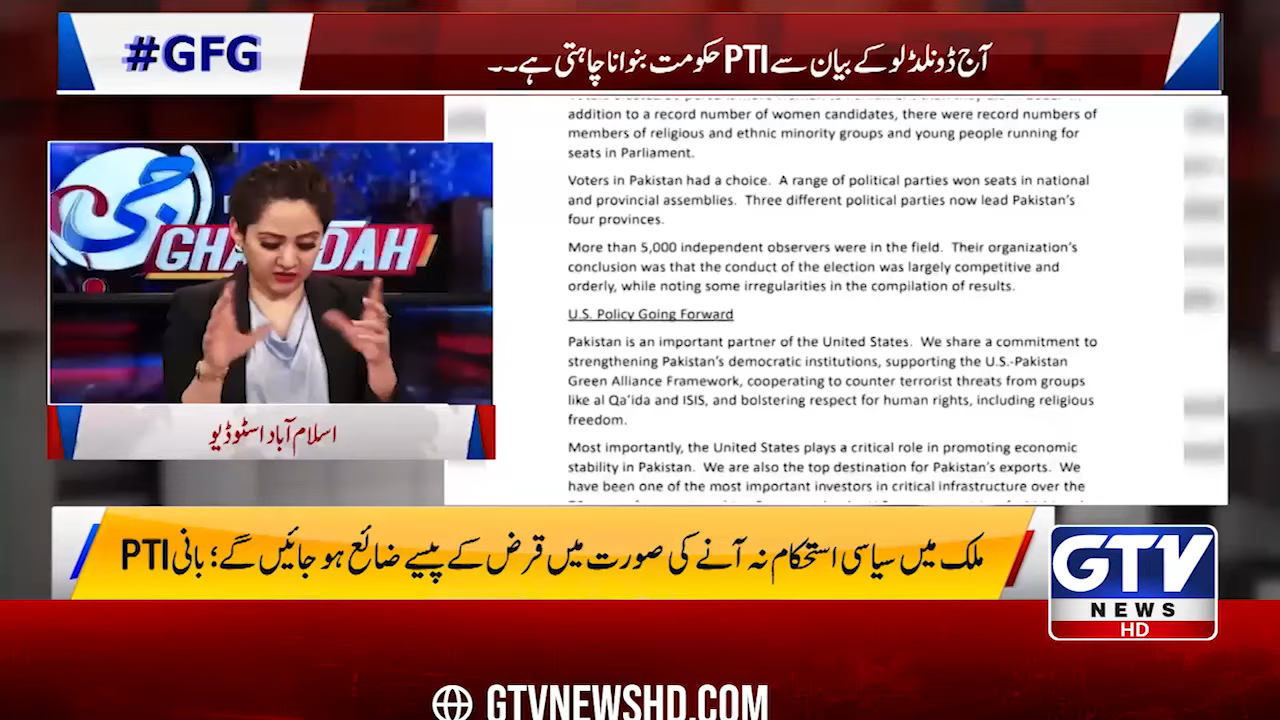 #GFG
آج ڈونلڈ لو کے بیان سے PTI حکومت بنوانا چاہتی ہے۔۔
addition to a record number of women candidates, there were record numbers of
members of religious and ethnic minority groups and young people running for
seats in Parliament.
Voters in Pakistan had a choice. A range of political parties won seats in national
and provincial assemblies. Three different political parties now lead Pakistan's
four provinces.
More than 5,000 independent observers were in the field. Their organization's
conclusion was that the conduct of the election was largely competitive and
orderly, while noting some irregularities in the compilation of results.
U.S. Policy Going Forward
Pakistan is an important partner of the United States. We share a commitment to
strengthening Pakistan's democratic institutions, supporting the U.S.-Pakistan
Green Alliance Framework, cooperating to counter terrorist threats from groups
like al Qa'ida and ISIS, and bolstering respect for human rights, including religious
freedom.
Most importantly, the United States plays a critical role in promoting economic
stability in Pakistan. We are also the top destination for Pakistan's exports. We
have been one of the most important investors in critical infrastructure over the
جی
اسلام آباد اسٹوڈیو
ملک میں سیاسی استحکام نہ آنے کی صورت میں قرض کے پیسے ضائع ہو جائیں گے؛ بانی PTI
GTV
NEWS
HD
GTVNEWSHD.COM